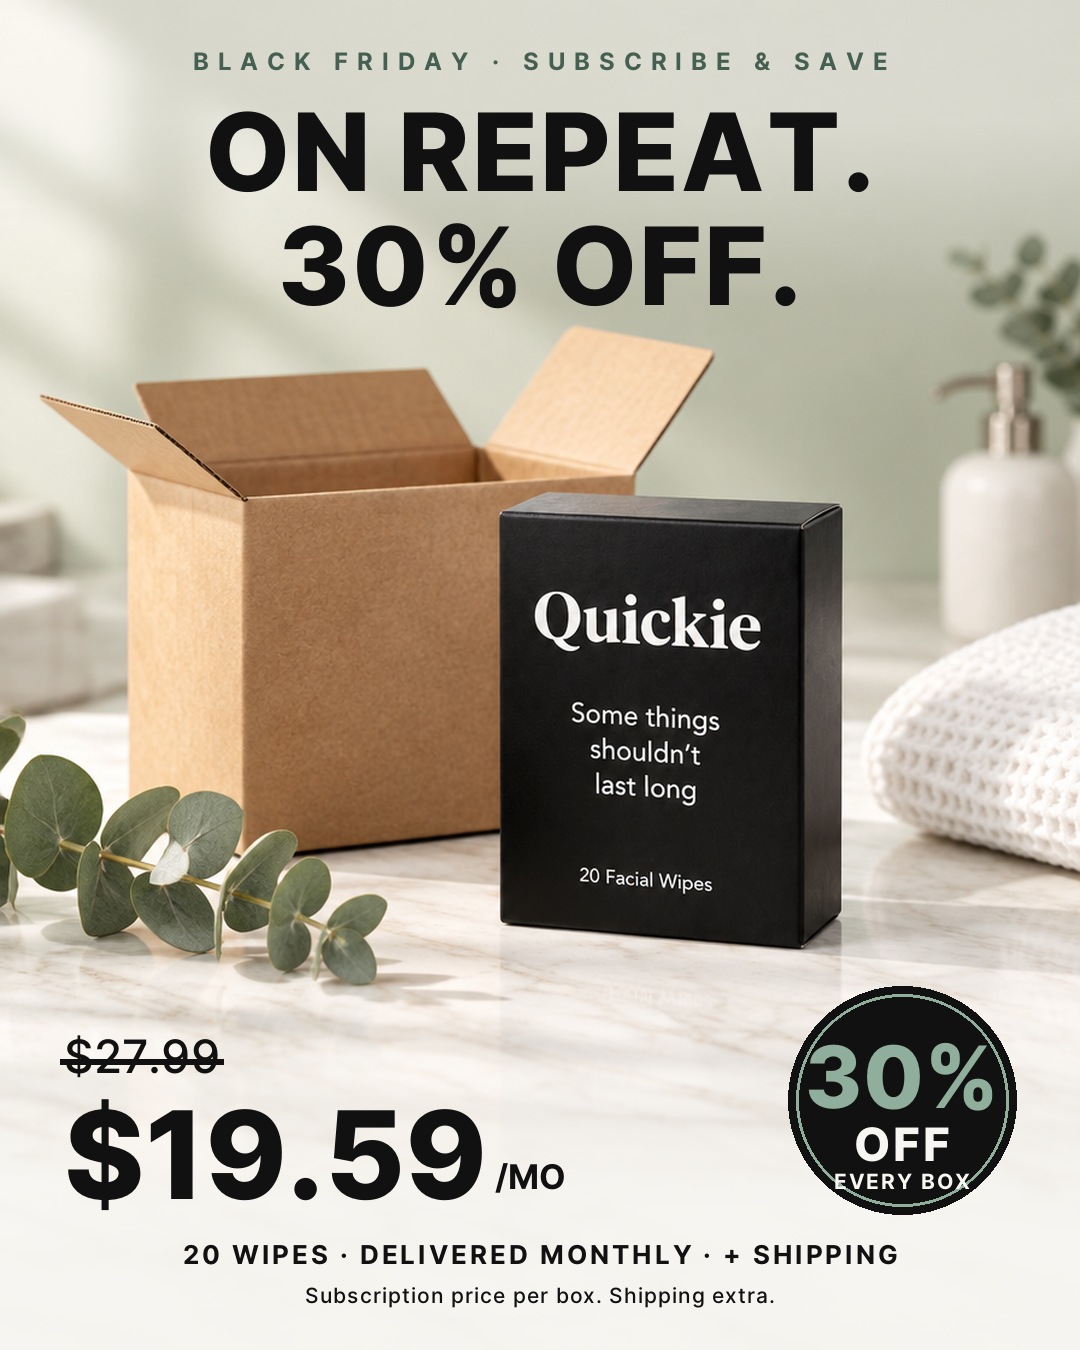 BLACK FRIDAY · SUBSCRIBE & SAVE
ON REPEAT.
30% OFF.
Quickie
Some things
shouldn't
last long
20 Facial Wipes
$27.99
$19.59 /MO
30%
OFF
EVERY BOX
20 WIPES · DELIVERED MONTHLY · + SHIPPING
Subscription price per box. Shipping extra.